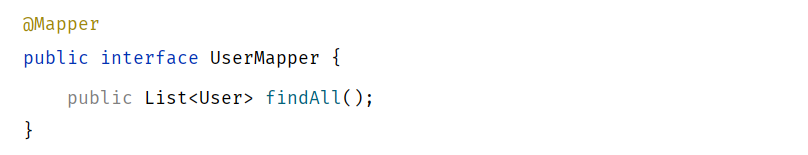 @Mapper
public interface UserMapper {
public List<User> findAll();
}